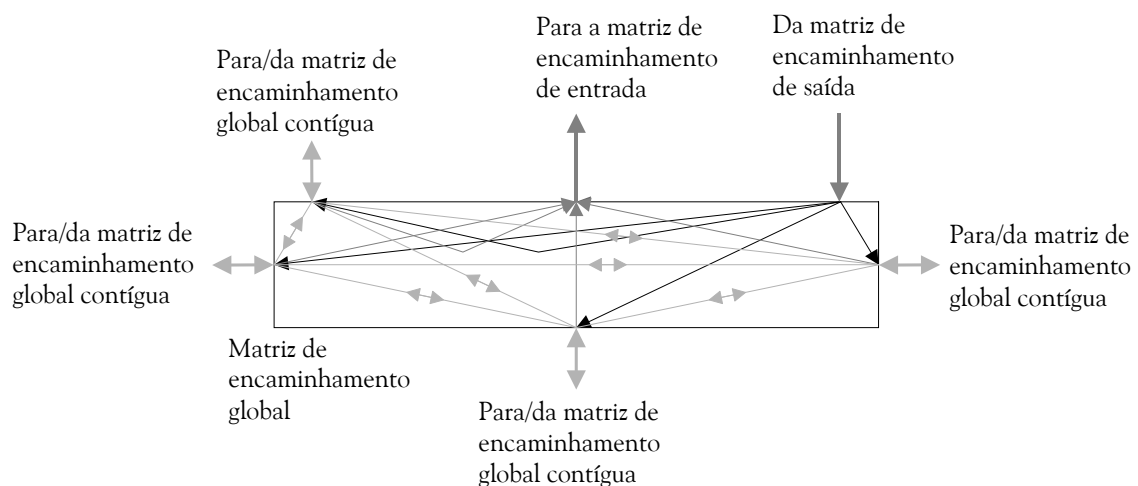 Para/da matriz de
encaminhamento
global contígua
Para a matriz de
encaminhamento
de entrada
Da matriz de
encaminhamento
de saída
Para/da matriz de
encaminhamento
global contígua
Para/da matriz de
encaminhamento
global contígua
Matriz de
encaminhamento
global
Para/da matriz de
encaminhamento
global contígua